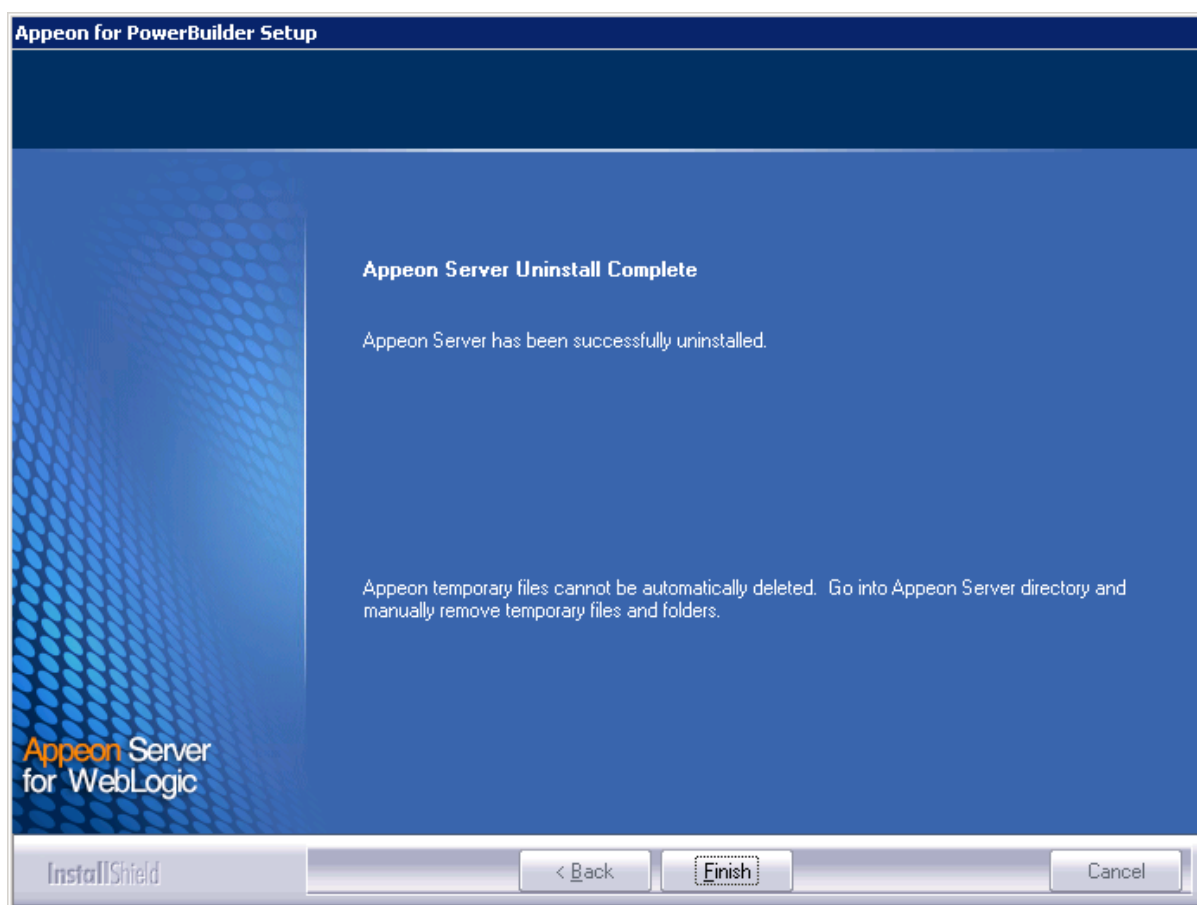 Appeon for PowerBuilder Setup
Appeon Server Uninstall Complete
Appeon Server has been successfully uninstalled.
Appeon temporary files cannot be automatically deleted.  Go into Appeon Server directory and
manually remove temporary files and folders.
Appeon Server
for WebLogic
InstallShield
< Back
Finish
Cancel